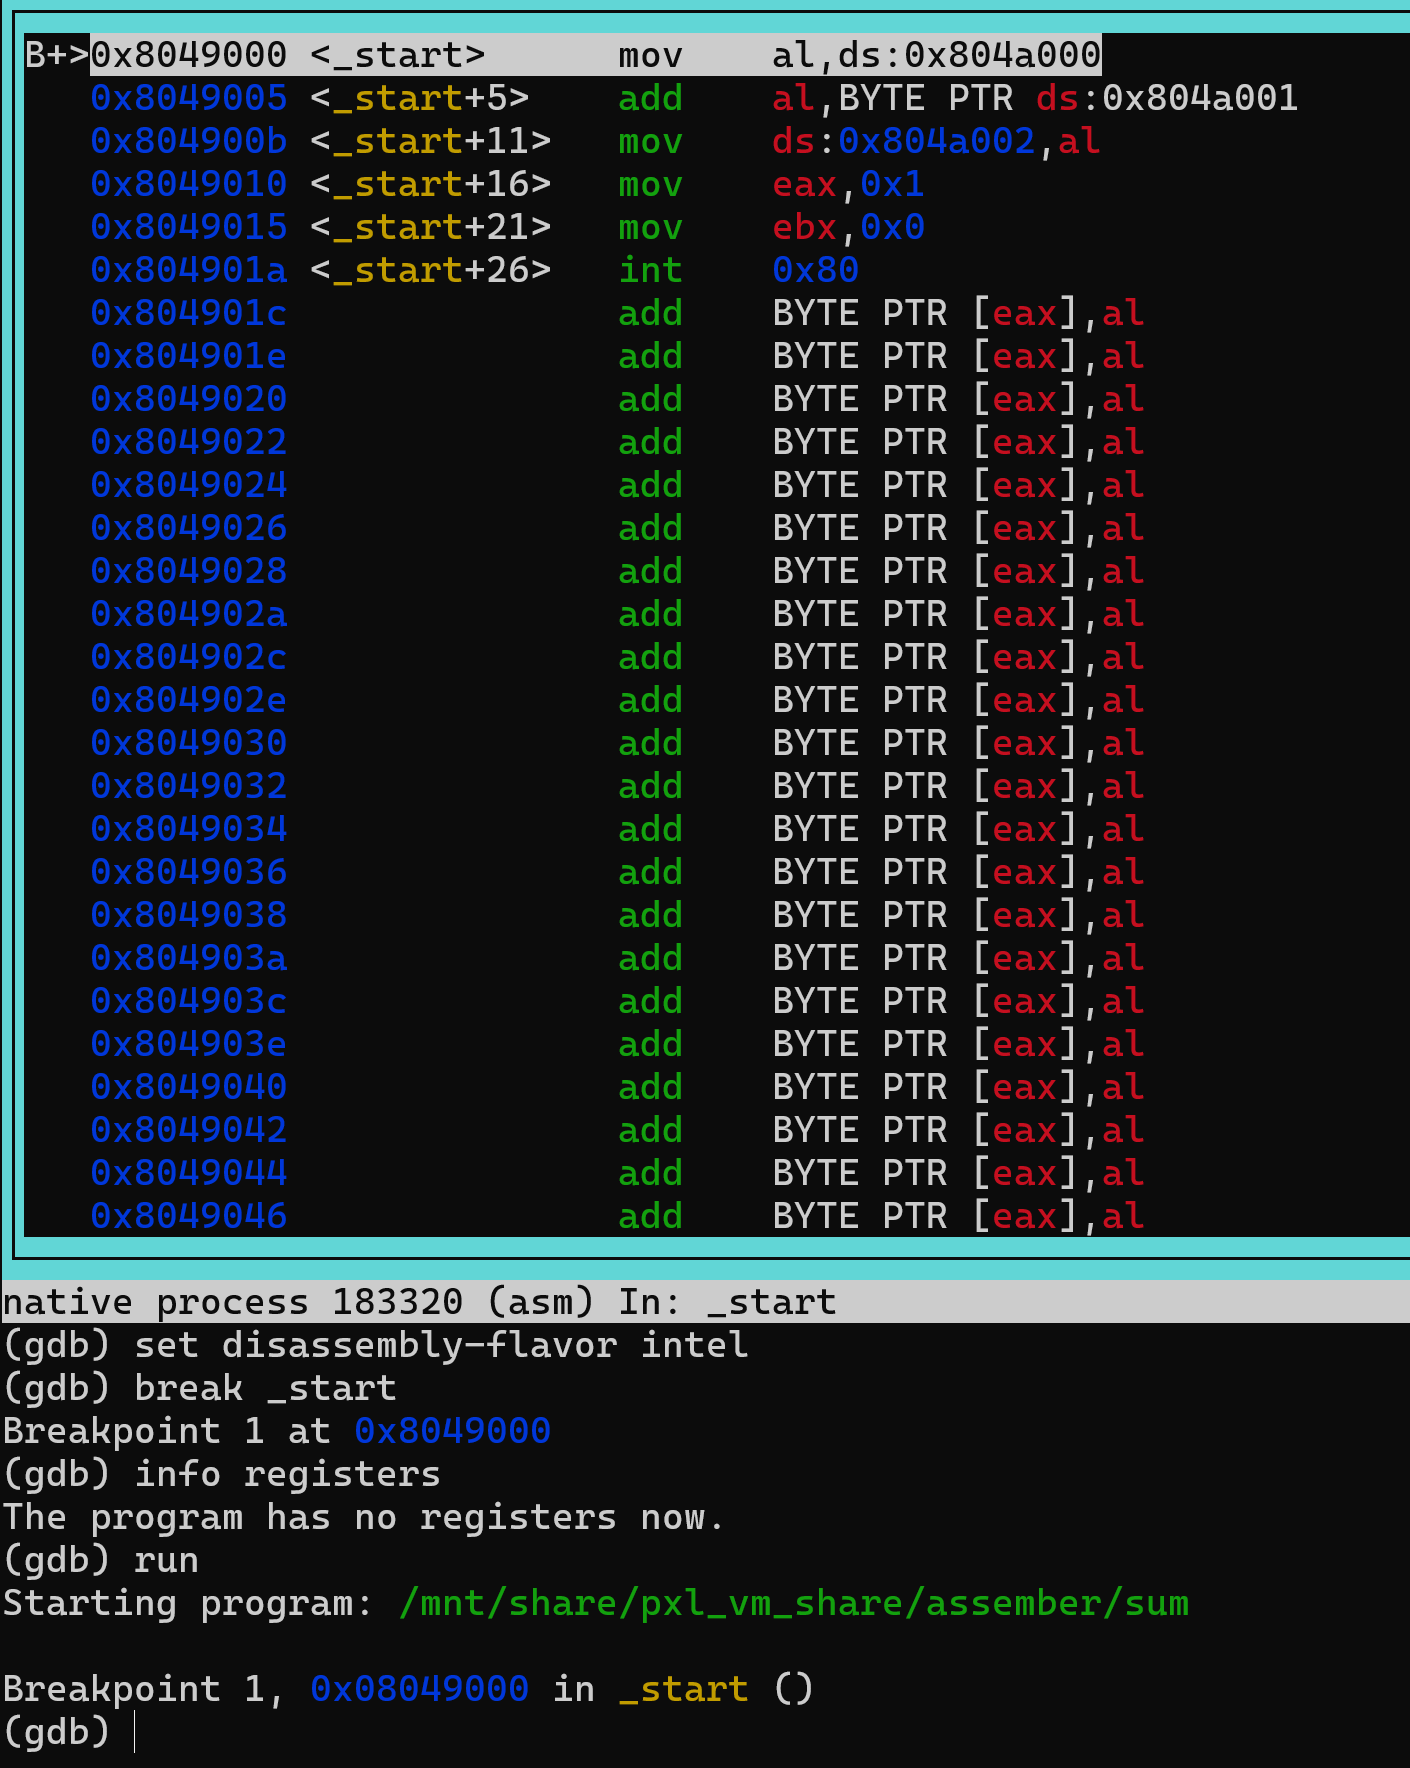 B+>0x8049000 <_start> mov al,ds:0x804a000
0x8049005 <_start+5> add al,BYTE PTR ds:0x804a001
0x804900b <_start+11> mov ds:0x804a002,al
0x8049010 <_start+16> mov eax,0x1
0x8049015 <_start+21> mov ebx,0x0
0x804901a <_start+26> int 0x80
0x804901c add BYTE PTR [eax],al
0x804901e add BYTE PTR [eax],al
0x8049020 add BYTE PTR [eax],al
0x8049022 add BYTE PTR [eax],al
0x8049024 add BYTE PTR [eax],al
0x8049026 add BYTE PTR [eax],al
0x8049028 add BYTE PTR [eax],al
0x804902a add BYTE PTR [eax],al
0x804902c add BYTE PTR [eax],al
0x804902e add BYTE PTR [eax],al
0x8049030 add BYTE PTR [eax],al
0x8049032 add BYTE PTR [eax],al
0x8049034 add BYTE PTR [eax],al
0x8049036 add BYTE PTR [eax],al
0x8049038 add BYTE PTR [eax],al
0x804903a add BYTE PTR [eax],al
0x804903c add BYTE PTR [eax],al
0x804903e add BYTE PTR [eax],al
0x8049040 add BYTE PTR [eax],al
0x8049042 add BYTE PTR [eax],al
0x8049044 add BYTE PTR [eax],al
0x8049046 add BYTE PTR [eax],al
native process 183320 (asm) In: _start
(gdb) set disassembly-flavor intel
(gdb) break _start
Breakpoint 1 at 0x8049000
(gdb) info registers
The program has no registers now.
(gdb) run
Starting program: /mnt/share/pxl_vm_share/assember/sum
Breakpoint 1, 0x08049000 in _start ()
(gdb)